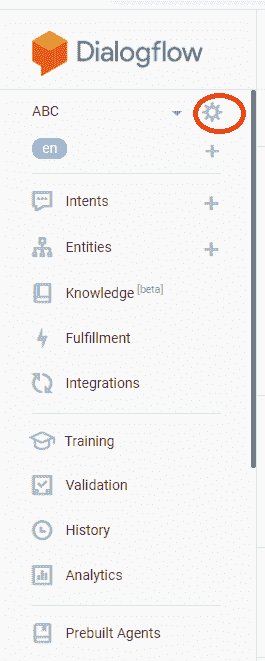 Dialogflow
ABC
en
Intents
Entities
Knowledge [beta]
Fulfillment
Integrations
Training
Validation
History
Analytics
Prebuilt Agents